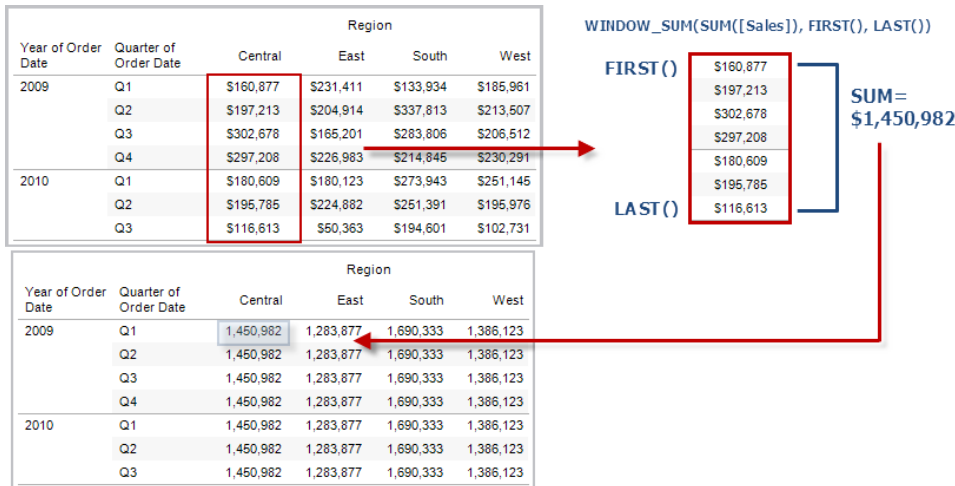 Region
Year of Order Date Quarter of Order Date Central East South West
2009 Q1 $160,877 $231,411 $133,934 $185,961
Q2 $197,213 $204,914 $337,813 $213,507
Q3 $302,678 $165,201 $283,806 $206,512
Q4 $297,208 $226,983 $214,845 $230,291
2010 Q1 $180,609 $180,123 $273,943 $251,145
Q2 $195,785 $224,882 $251,391 $195,976
Q3 $116,613 $50,363 $194,601 $102,731
WINDOW_SUM(SUM([Sales]), FIRST(), LAST())
FIRST() $160,877
$197,213
$302,678
$297,208
$180,609
$195,785
LAST() $116,613
SUM=
$1,450,982
Region
Year of Order Date Quarter of Order Date Central East South West
2009 Q1 1,450,982 1,283,877 1,690,333 1,386,123
Q2 1,450,982 1,283,877 1,690,333 1,386,123
Q3 1,450,982 1,283,877 1,690,333 1,386,123
Q4 1,450,982 1,283,877 1,690,333 1,386,123
2010 Q1 1,450,982 1,283,877 1,690,333 1,386,123
Q2 1,450,982 1,283,877 1,690,333 1,386,123
Q3 1,450,982 1,283,877 1,690,333 1,386,123